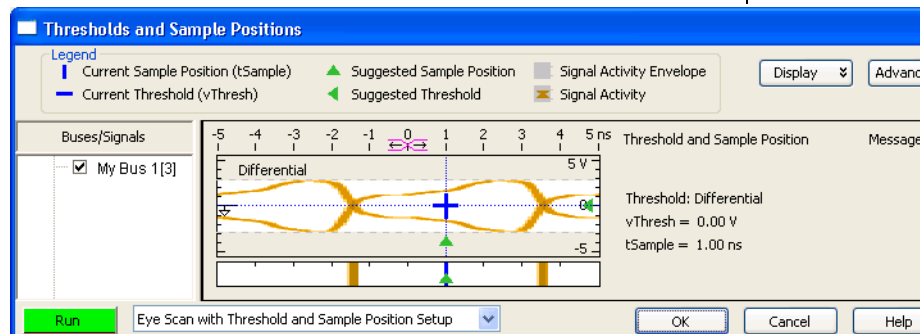 Thresholds and Sample Positions
Legend
Current Sample Position (tSample)
Suggested Sample Position
Signal Activity Envelope
Display
Advanc
Current Threshold (vThresh)
Suggested Threshold
Signal Activity
Buses/Signals
-5 -4 -3 -2 -1 0 1 2 3 4 5 ns
Threshold and Sample Position
Message
My Bus 1[3]
Differential
5 V
Threshold: Differential
0
vThresh = 0.00 V
-5
tSample = 1.00 ns
Run
Eye Scan with Threshold and Sample Position Setup
OK
Cancel
Help